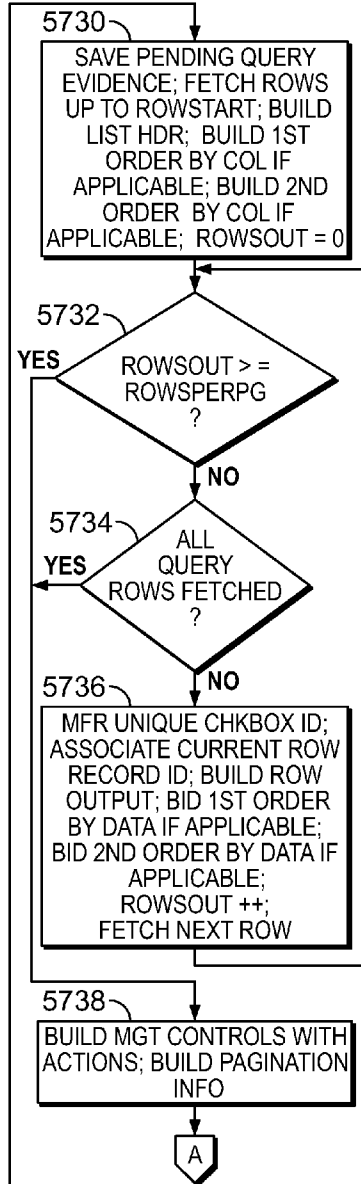 5730
SAVE PENDING QUERY
EVIDENCE; FETCH ROWS
UP TO ROWSTART; BUILD
LIST HDR; BUILD 1ST
ORDER BY COL IF
APPLICABLE; BUILD 2ND
ORDER BY COL IF
APPLICABLE; ROWSOUT = 0
5732
YES
ROWSOUT > =
ROWSPERPG
?
NO
5734
YES
ALL
QUERY
ROWS FETCHED
?
NO
5736
MFR UNIQUE CHKBOX ID;
ASSOCIATE CURRENT ROW
RECORD ID; BUILD ROW
OUTPUT; BID 1ST ORDER
BY DATA IF APPLICABLE;
BID 2ND ORDER BY DATA IF
APPLICABLE;
ROWSOUT ++;
FETCH NEXT ROW
5738
BUILD MGT CONTROLS WITH
ACTIONS; BUILD PAGINATION
INFO
A